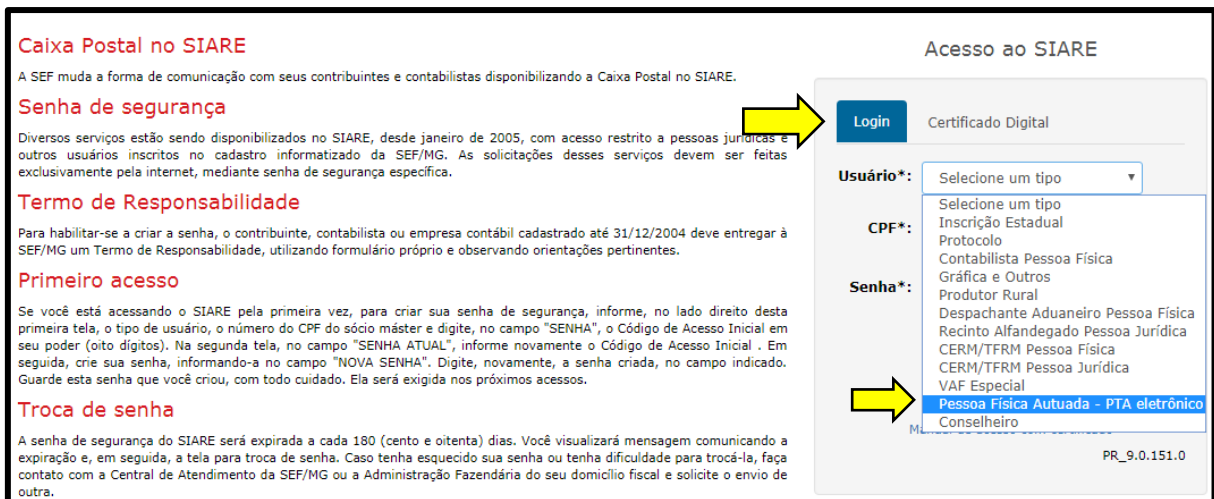 Caixa Postal no SIARE
A SEF muda a forma de comunicação com seus contribuintes e contabilistas disponibilizando a Caixa Postal no SIARE.
Senha de segurança
Diversos serviços estão sendo disponibilizados no SIARE, desde janeiro de 2005, com acesso restrito a pessoas jurídicas e
outros usuários inscritos no cadastro informatizado da SEF/MG. As solicitações desses serviços devem ser feitas
exclusivamente pela internet, mediante senha de segurança específica.
Termo de Responsabilidade
Para habilitar-se a criar a senha, o contribuinte, contabilista ou empresa contábil cadastrado até 31/12/2004 deve entregar à
SEF/MG um Termo de Responsabilidade, utilizando formulário próprio e observando orientações pertinentes.
Primeiro acesso
Se você está acessando o SIARE pela primeira vez, para criar sua senha de segurança, informe, no lado direito desta
primeira tela, o tipo de usuário, o número do CPF do sócio máster e digite, no campo "SENHA", o Código de Acesso Inicial em
seu poder (oito dígitos). Na segunda tela, no campo "SENHA ATUAL", informe novamente o Código de Acesso Inicial . Em
seguida, crie sua senha, informando-a no campo "NOVA SENHA". Digite, novamente, a senha criada, no campo indicado.
Guarde esta senha que você criou, com todo cuidado. Ela será exigida nos próximos acessos.
Troca de senha
A senha de segurança do SIARE será expirada a cada 180 (cento e oitenta) dias. Você visualizará mensagem comunicando a
expiração e, em seguida, a tela para troca de senha. Caso tenha esquecido sua senha ou tenha dificuldade para trocá-la, faça
contato com a Central de Atendimento da SEF/MG ou a Administração Fazendária do seu domicílio fiscal e solicite o envio de
outra.
Acesso ao SIARE
Login Certificado Digital
Usuário*: Selecione um tipo
Selecione um tipo
CPF*: Inscrição Estadual
Protocolo
Contabilista Pessoa Física
Senha*: Gráfica e Outros
Produtor Rural
Despachante Aduaneiro Pessoa Física
Recinto Alfandegado Pessoa Jurídica
CERM/TFRM Pessoa Física
CERM/TFRM Pessoa Jurídica
VAF Especial
Pessoa Física Autuada - PTA eletrônico
Conselheiro
PR_9.0.151.0